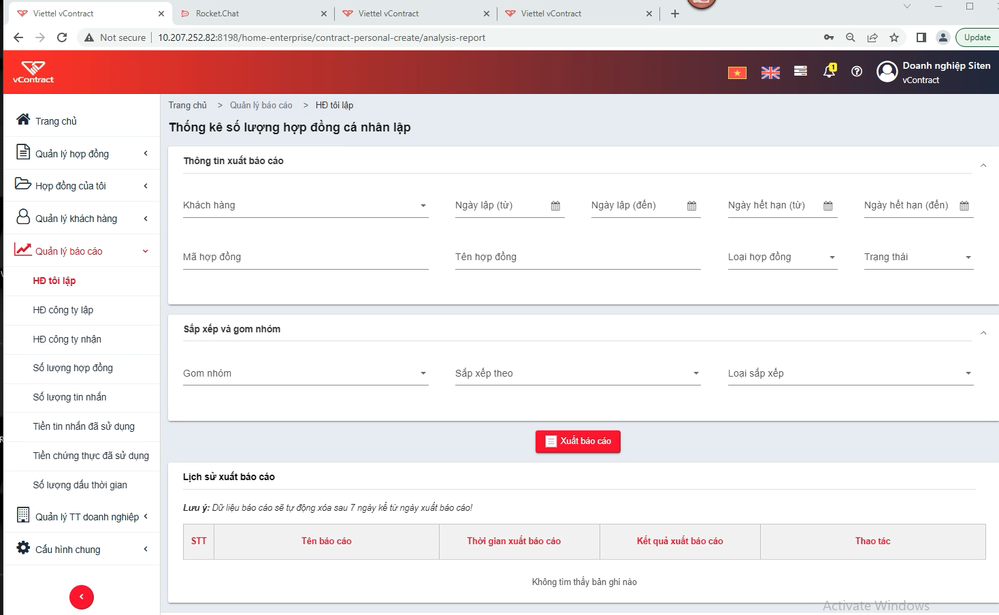 Viettel vContract
Rocket.Chat
Viettel vContract
Viettel vContract
Not secure
10.207.252.82:8198/home-enterprise/contract-personal-create/analysis-report
Update
vContract
1
Doanh nghiệp Siten
vContract
Trang chủ
Quản lý hợp đồng
Hợp đồng của tôi
Quản lý khách hàng
Quản lý báo cáo
HĐ tôi lập
HĐ công ty lập
HĐ công ty nhận
Số lượng hợp đồng
Số lượng tin nhắn
Tiền tin nhắn đã sử dụng
Tiền chứng thực đã sử dụng
Số lượng dấu thời gian
Quản lý TT doanh nghiệp
Cấu hình chung
Trang chủ > Quản lý báo cáo > HĐ tôi lập
Thống kê số lượng hợp đồng cá nhân lập
Thông tin xuất báo cáo
Khách hàng
Ngày lập (từ)
Ngày lập (đến)
Ngày hết hạn (từ)
Ngày hết hạn (đến)
Mã hợp đồng
Tên hợp đồng
Loại hợp đồng
Trạng thái
Sắp xếp và gom nhóm
Gom nhóm
Sắp xếp theo
Loại sắp xếp
Xuất báo cáo
Lịch sử xuất báo cáo
Lưu ý: Dữ liệu báo cáo sẽ tự động xóa sau 7 ngày kể từ ngày xuất báo cáo!
STT
Tên báo cáo
Thời gian xuất báo cáo
Kết quả xuất báo cáo
Thao tác
Không tìm thấy bản ghi nào
Activate Windows